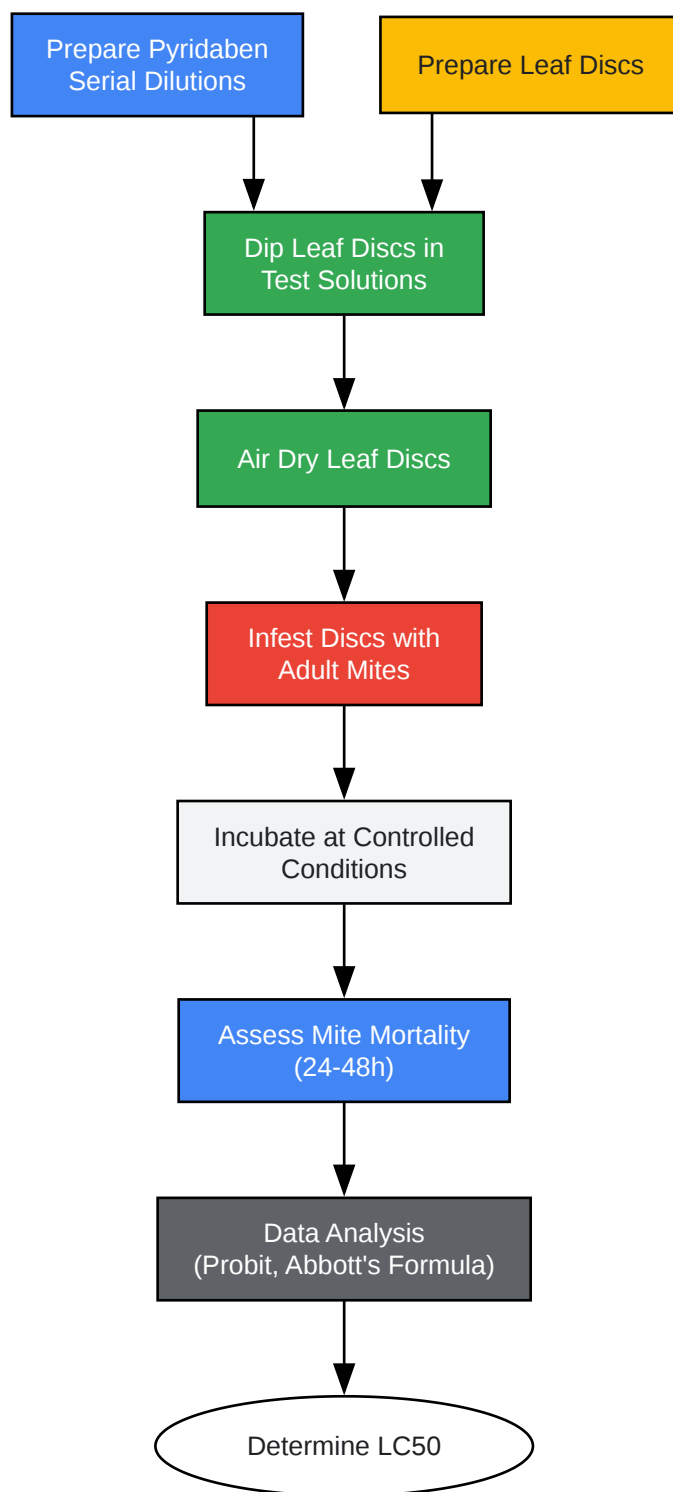 Prepare Pyridaben
Serial Dilutions
Prepare Leaf Discs
Dip Leaf Discs in
Test Solutions
Air Dry Leaf Discs
Infest Discs with
Adult Mites
Incubate at Controlled
Conditions
Assess Mite Mortality
(24-48h)
Data Analysis
(Probit, Abbott's Formula)
Determine LC50